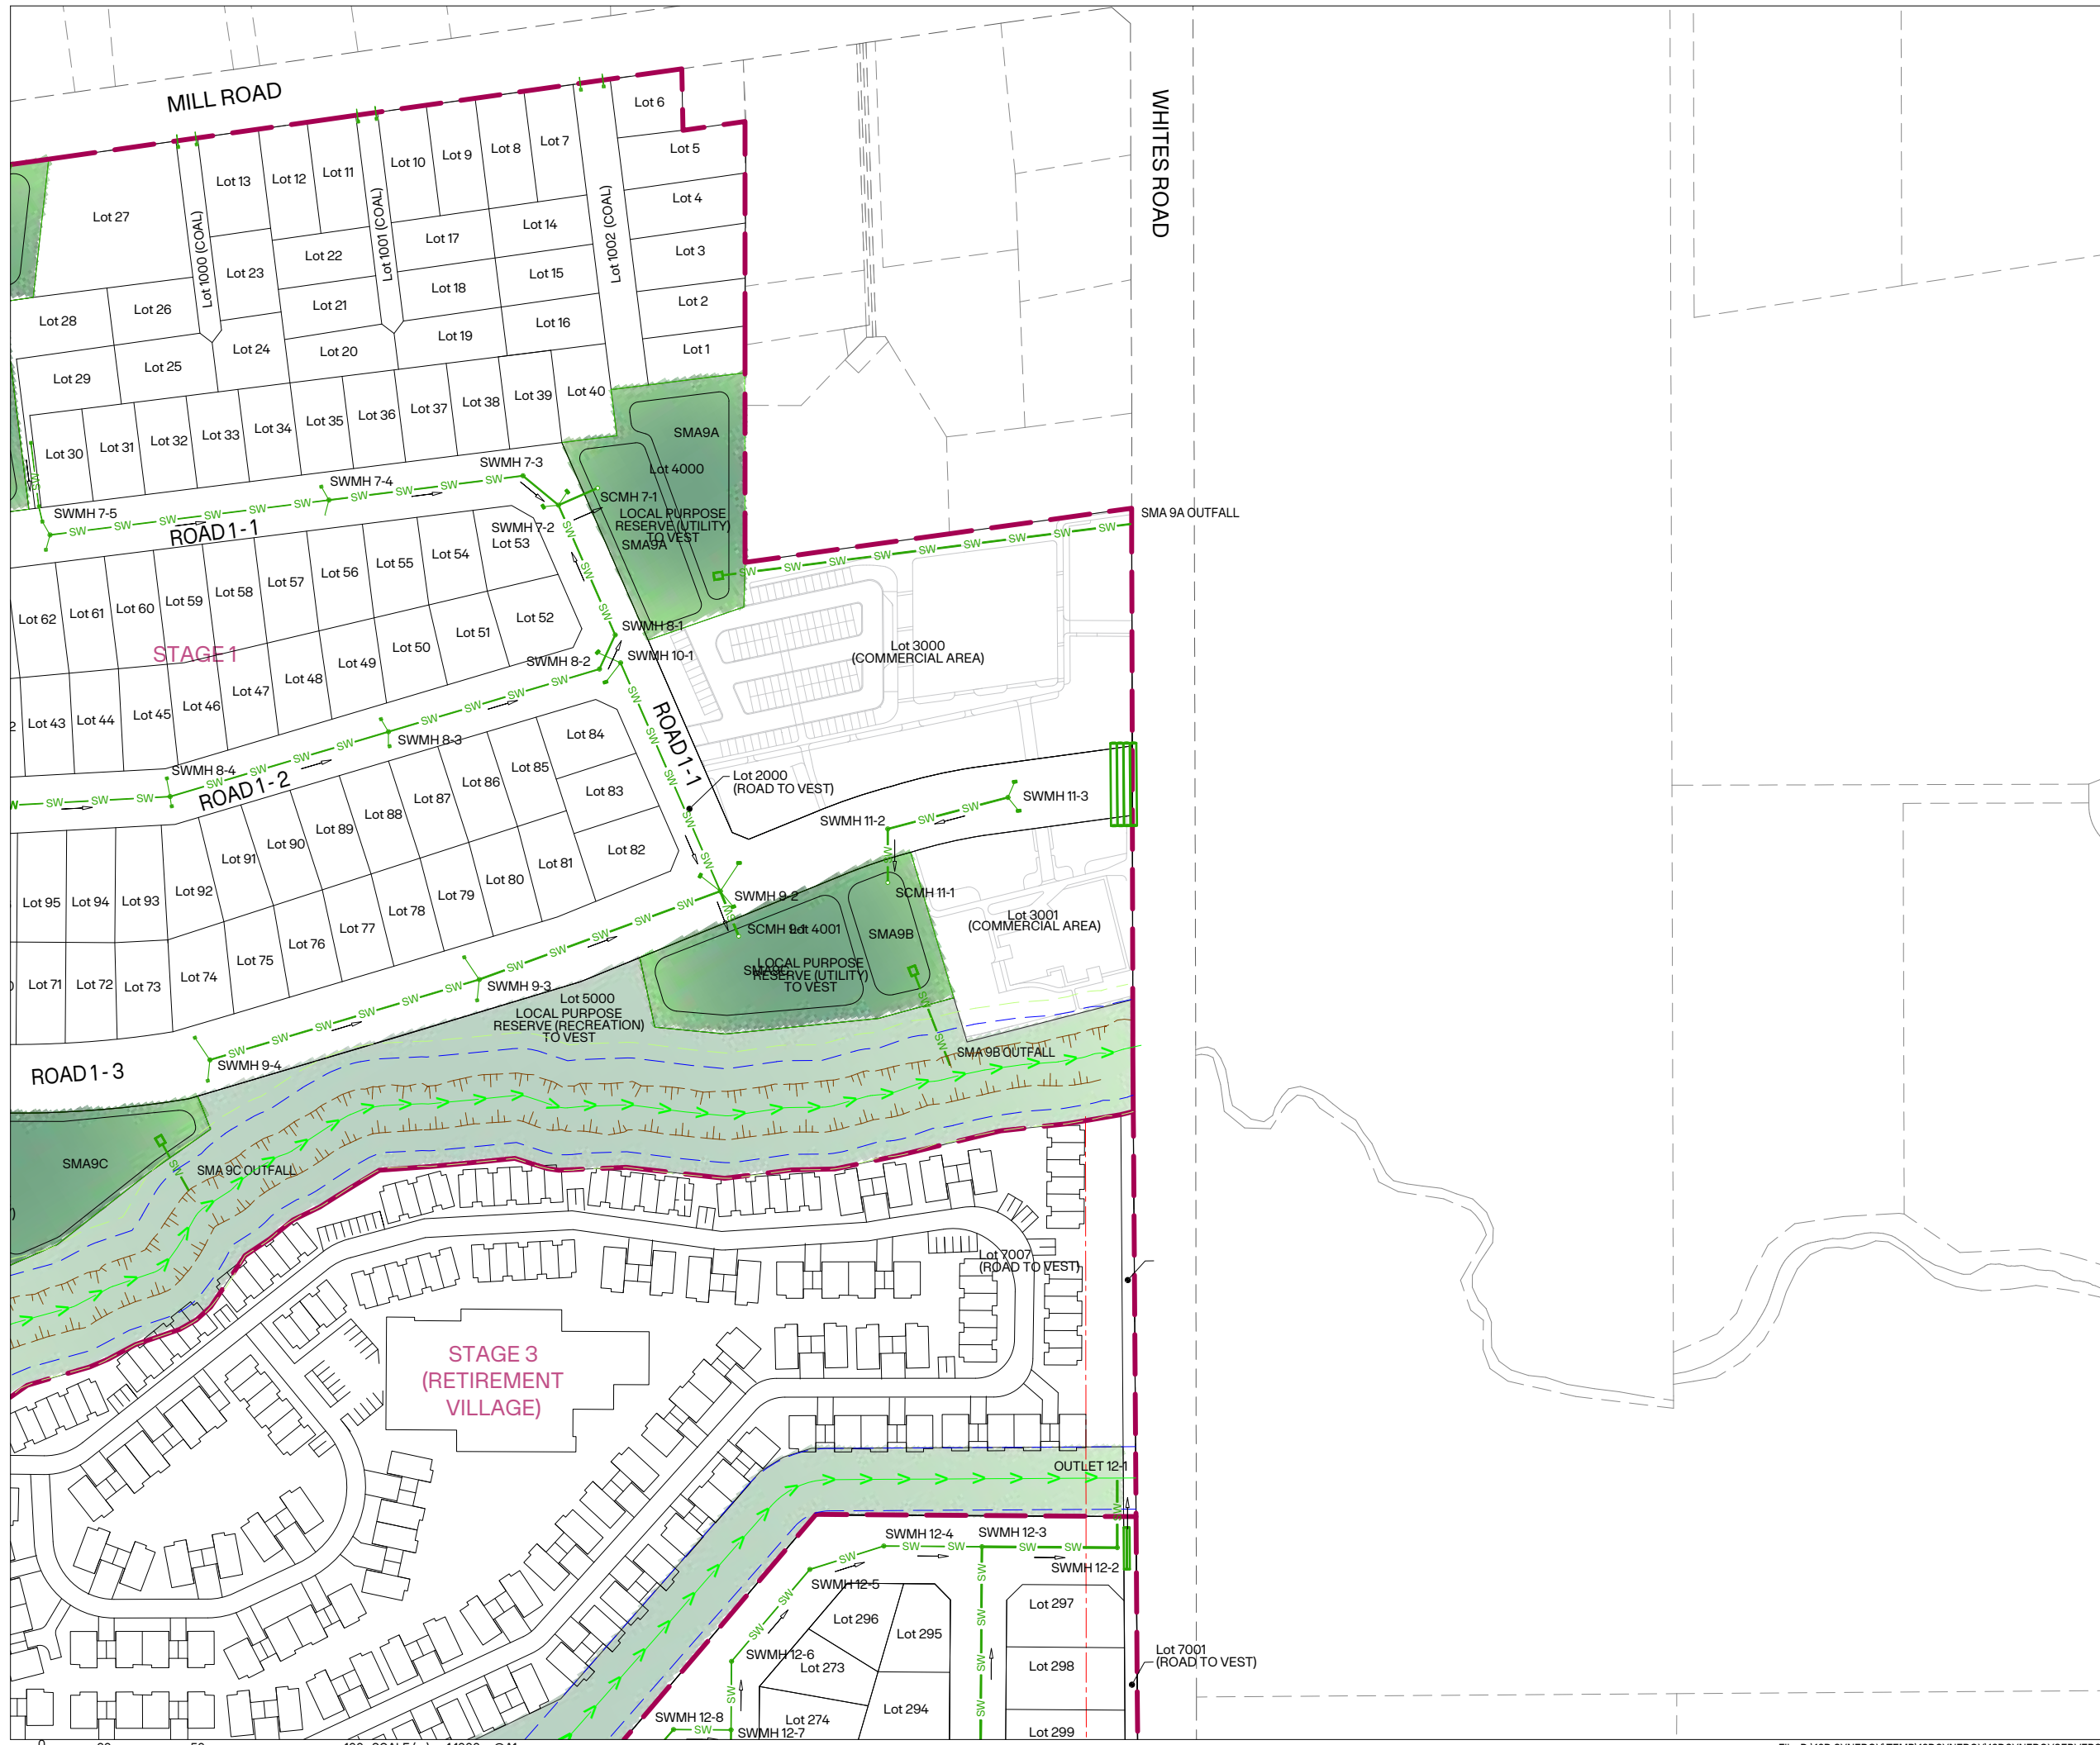 MILL ROAD
WHITES ROAD
Lot 6
Lot 5
Lot 4
Lot 3
Lot 2
Lot 1
Lot 7
Lot 8
Lot 9
Lot 10
Lot 11
Lot 12
Lot 13
Lot 27
Lot 1000 (COAL)
Lot 1001 (COAL)
Lot 1002 (COAL)
Lot 14
Lot 17
Lot 22
Lot 23
Lot 15
Lot 18
Lot 21
Lot 26
Lot 28
Lot 16
Lot 19
Lot 20
Lot 24
Lot 25
Lot 29
Lot 30
Lot 31
Lot 32
Lot 33
Lot 34
Lot 35
Lot 36
Lot 37
Lot 38
Lot 39
Lot 40
SMA9A
Lot 4000
LOCAL PURPOSE
RESERVE (UTILITY)
TO VEST
SMA9A
SWMH 7-3
SWMH 7-4
SCMH 7-1
SWMH 7-5
SWMH 7-2
ROAD 1 - 1
SMA 9A OUTFALL
Lot 53
Lot 54
Lot 55
Lot 56
Lot 57
Lot 58
Lot 59
Lot 60
Lot 61
Lot 62
STAGE 1
Lot 52
Lot 51
Lot 50
Lot 49
Lot 48
Lot 47
Lot 46
Lot 45
Lot 44
Lot 43
2
SWMH 8-1
SWMH 8-2
SWMH 10-1
Lot 3000
(COMMERCIAL AREA)
ROAD 1 - 1
SWMH 8-3
SWMH 8-4
ROAD 1 - 2
Lot 2000
(ROAD TO VEST)
SWMH 11-3
SWMH 11-2
Lot 84
Lot 83
Lot 82
Lot 85
Lot 86
Lot 87
Lot 88
Lot 89
Lot 90
Lot 91
Lot 92
Lot 93
Lot 94
Lot 95
Lot 81
Lot 80
Lot 79
Lot 78
Lot 77
Lot 76
Lot 75
Lot 74
Lot 73
Lot 72
Lot 71
SWMH 9-2
SCMH 11-1
SCMH 9-1
Lot 4001
SMA9B
LOCAL PURPOSE
RESERVE (UTILITY)
TO VEST
Lot 3001
(COMMERCIAL AREA)
SWMH 9-3
Lot 5000
LOCAL PURPOSE
RESERVE (RECREATION)
TO VEST
SMA 9B OUTFALL
SWMH 9-4
ROAD 1 - 3
SMA9C
SMA 9C OUTFALL
)
Lot 7007
(ROAD TO VEST)
STAGE 3
(RETIREMENT
VILLAGE)
OUTLET 12-1
SWMH 12-4
SWMH 12-3
SWMH 12-2
SWMH 12-5
Lot 296
Lot 295
Lot 297
SWMH 12-6
Lot 273
Lot 298
Lot 7001
(ROAD TO VEST)
SWMH 12-8
SWMH 12-7
Lot 274
Lot 294
Lot 299
SW SW SW SW SW SW SW